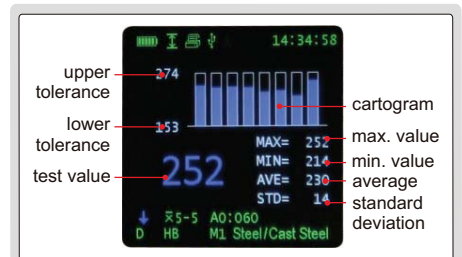 14:34:58
upper tolerance
274
cartogram
lower tolerance
153
MAX= 252
max. value
test value
252
MIN= 214
min. value
AVE= 230
average
STD= 14
standard deviation
x̄5-5 A0:060
D HB M1 Steel/Cast Steel